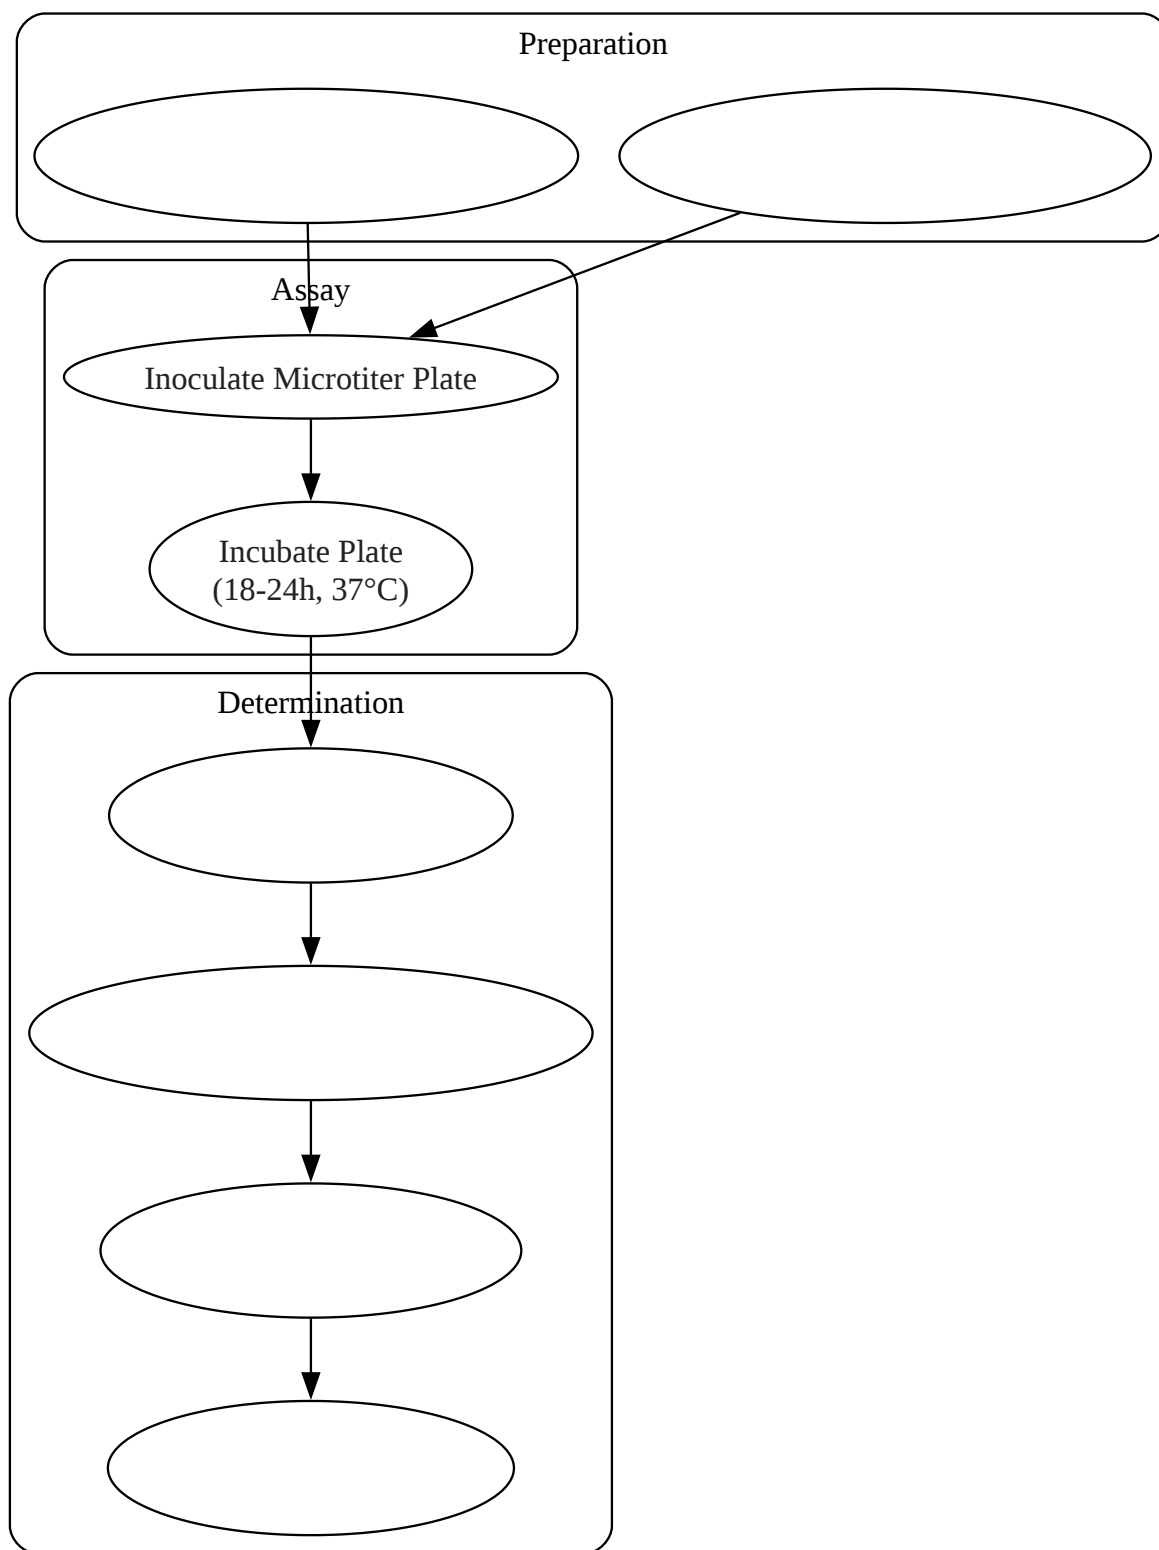 Preparation
Assay
Inoculate Microtiter Plate
Incubate Plate
(18-24h, 37°C)
Determination